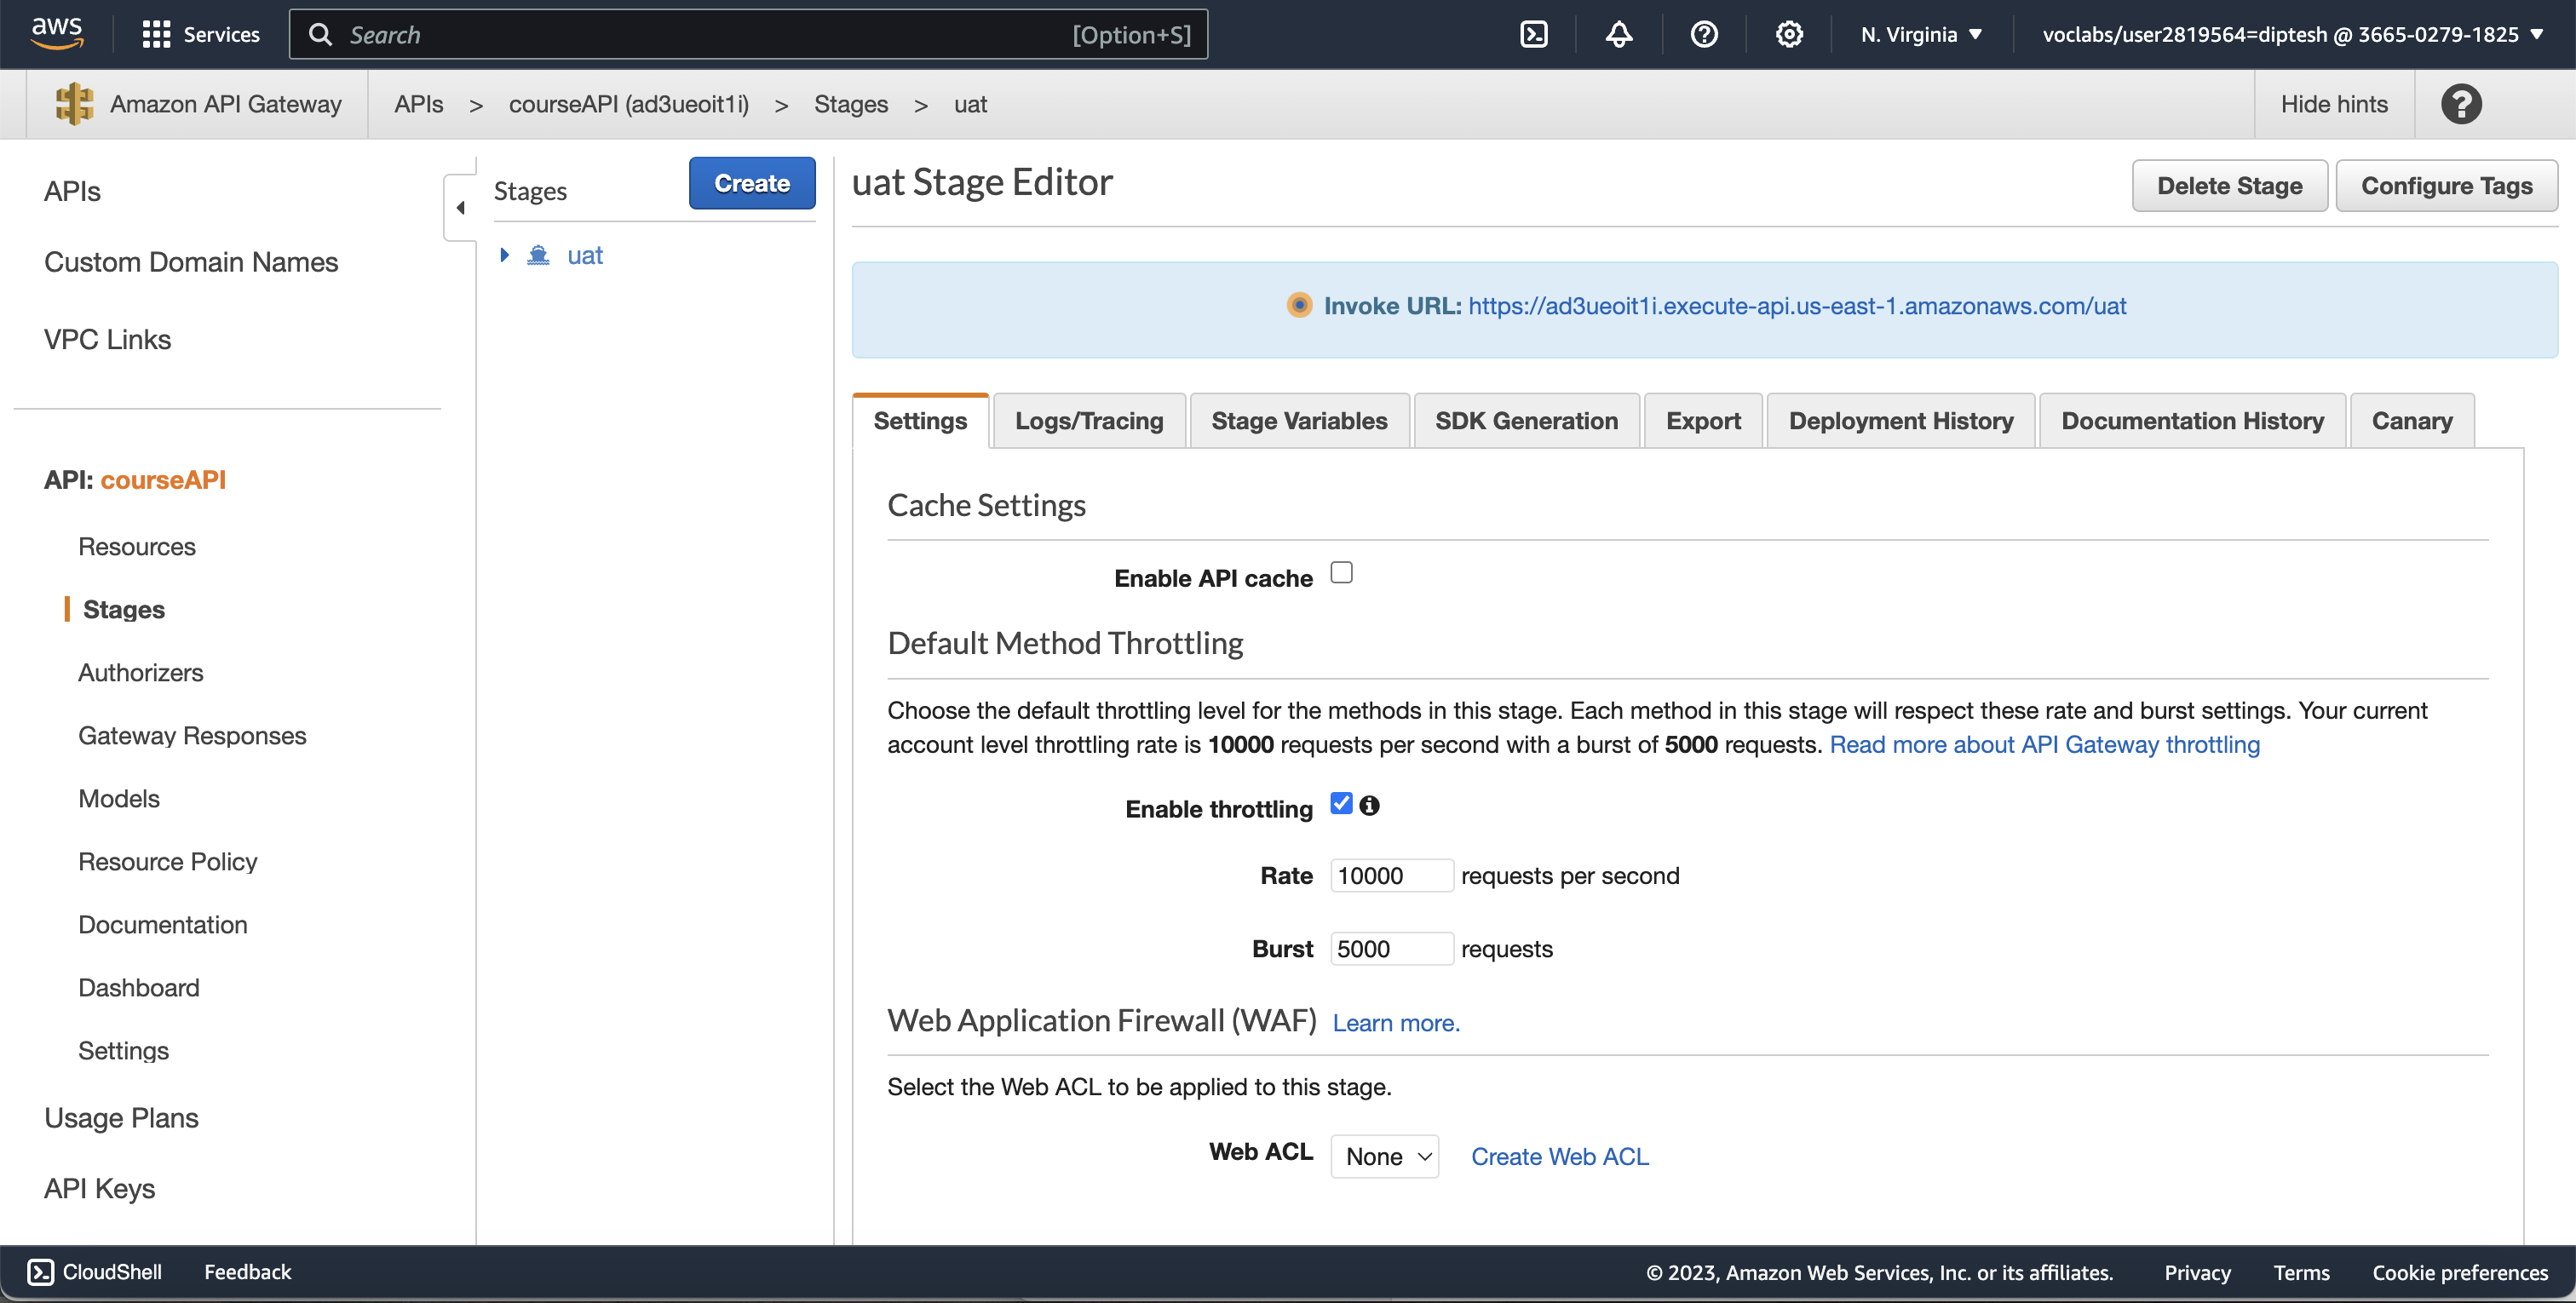 aws
Services
Search [Option+S]
N. Virginia
voclabs/user2819564=diptesh @ 3665-0279-1825
Amazon API Gateway
APIs > courseAPI (ad3ueoit1i) > Stages > uat
Hide hints
APIs
Custom Domain Names
VPC Links
API: courseAPI
Resources
Stages
Authorizers
Gateway Responses
Models
Resource Policy
Documentation
Dashboard
Settings
Usage Plans
API Keys
Stages
Create
uat
uat Stage Editor
Delete Stage
Configure Tags
Invoke URL: https://ad3ueoit1i.execute-api.us-east-1.amazonaws.com/uat
Settings
Logs/Tracing
Stage Variables
SDK Generation
Export
Deployment History
Documentation History
Canary
Cache Settings
Enable API cache
Default Method Throttling
Choose the default throttling level for the methods in this stage. Each method in this stage will respect these rate and burst settings. Your current
account level throttling rate is 10000 requests per second with a burst of 5000 requests. Read more about API Gateway throttling
Enable throttling
Rate 10000 requests per second
Burst 5000 requests
Web Application Firewall (WAF) Learn more.
Select the Web ACL to be applied to this stage.
Web ACL None Create Web ACL
CloudShell
Feedback
© 2023, Amazon Web Services, Inc. or its affiliates.
Privacy
Terms
Cookie preferences